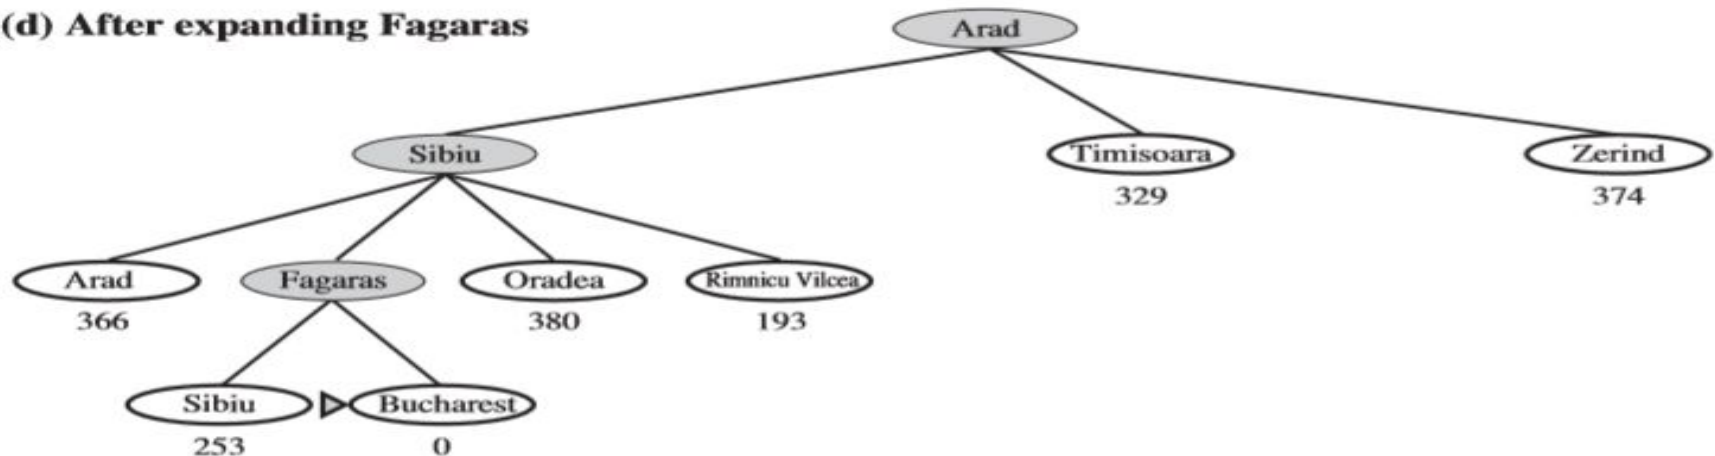 (d) After expanding Fagaras
Arad
Sibiu
Timisoara
Zerind
329
374
Arad
Fagaras
Oradea
Rimnicu Vilcea
366
380
193
Sibiu
Bucharest
253
0